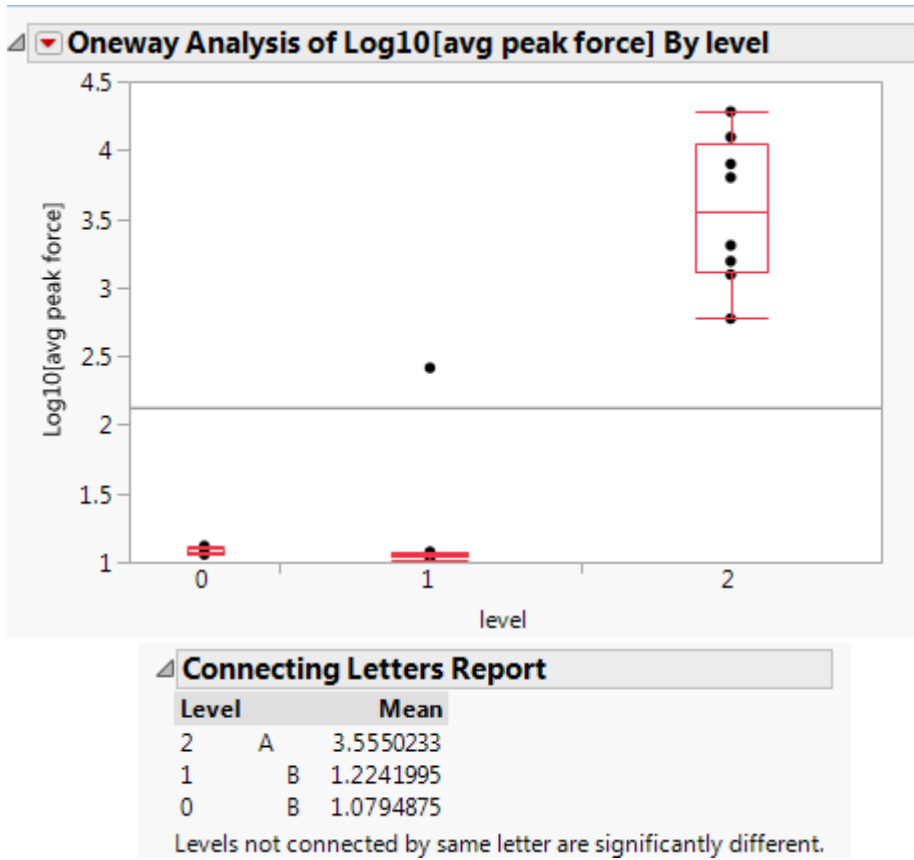 Oneway Analysis of Log10[avg peak force] By level
4.5
4
3.5
3
2.5
2
1.5
1
Log10[avg peak force]
0 1 2
level
Connecting Letters Report
Level Mean
2 A 3.5550233
1 B 1.2241995
0 B 1.0794875
Levels not connected by same letter are significantly different.